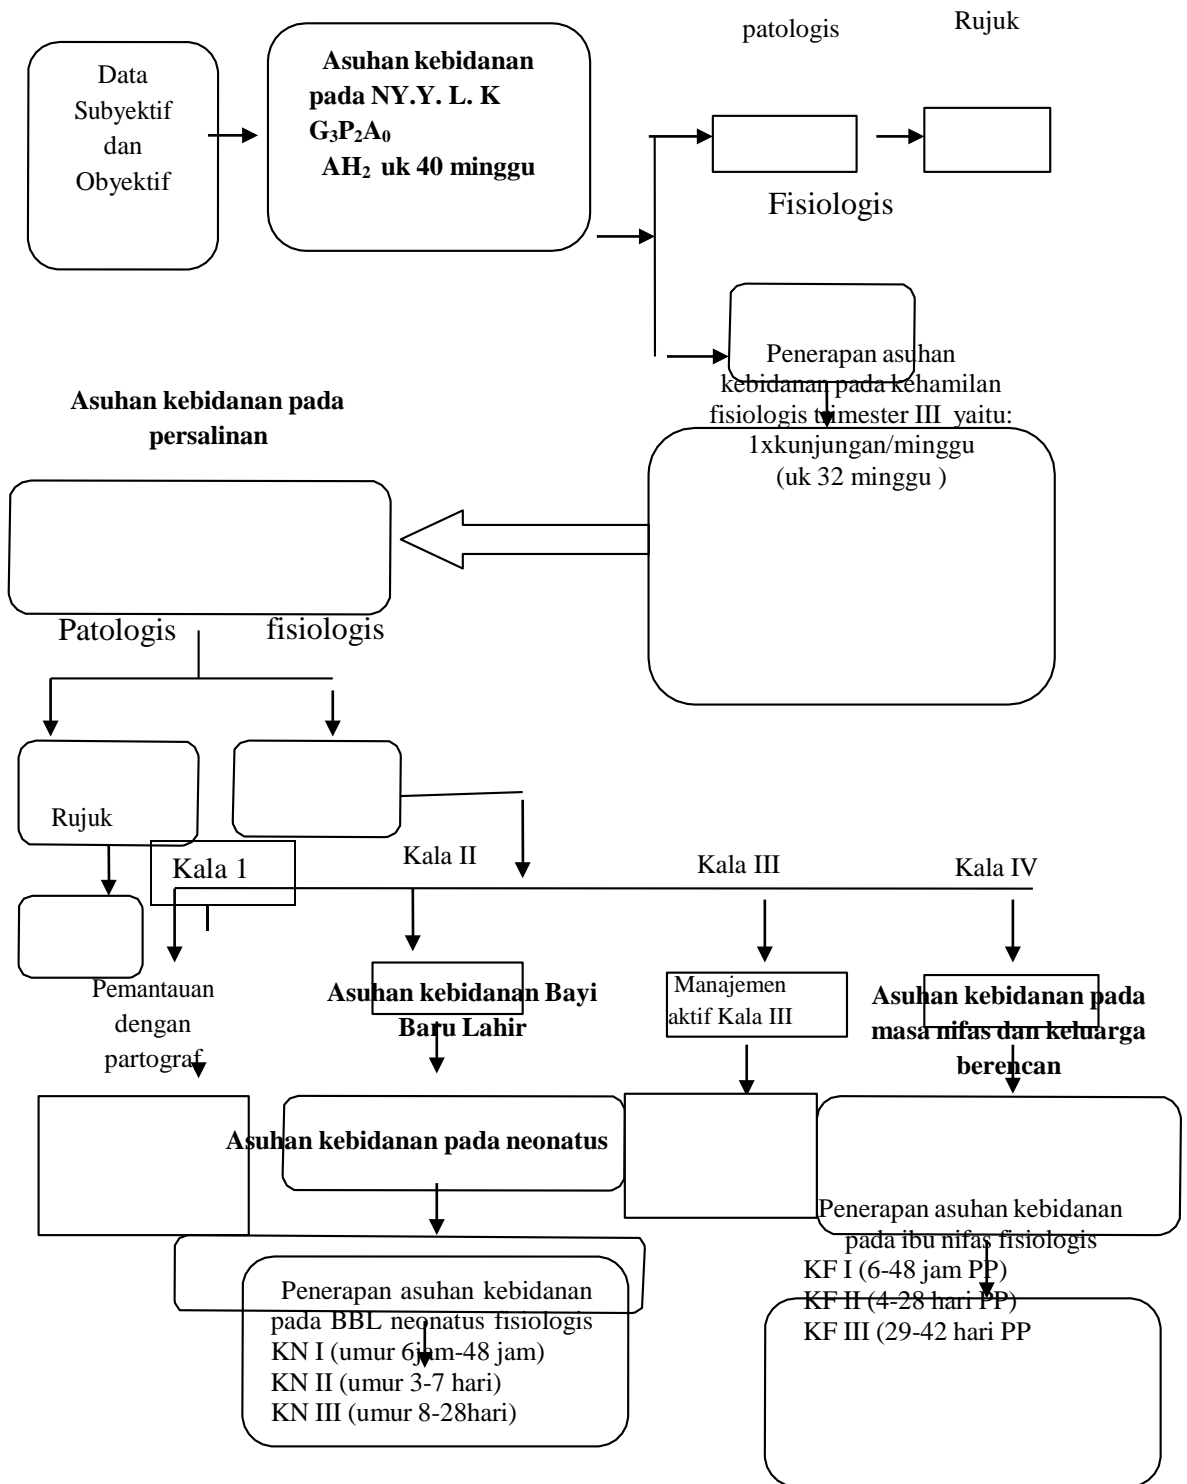 patologis
Rujuk
Data
Subyektif
dan
Obyektif
Asuhan kebidanan
pada NY.Y. L. K
G₃P₂A₀
AH₂ uk 40 minggu
Fisiologis
Penerapan asuhan
kebidanan pada kehamilan
fisiologis trimester III yaitu:
1xkunjungan/minggu
(uk 32 minggu )
Asuhan kebidanan pada
persalinan
Patologis
fisiologis
Rujuk
Kala 1
Kala II
Kala III
Kala IV
Pemantauan
dengan
partograf
Asuhan kebidanan Bayi
Baru Lahir
Manajemen
aktif Kala III
Asuhan kebidanan pada
masa nifas dan keluarga
berencan
Asuhan kebidanan pada neonatus
Penerapan asuhan kebidanan
pada BBL neonatus fisiologis
KN I (umur 6jam-48 jam)
KN II (umur 3-7 hari)
KN III (umur 8-28hari)
Penerapan asuhan kebidanan
pada ibu nifas fisiologis
KF I (6-48 jam PP)
KF II (4-28 hari PP)
KF III (29-42 hari PP